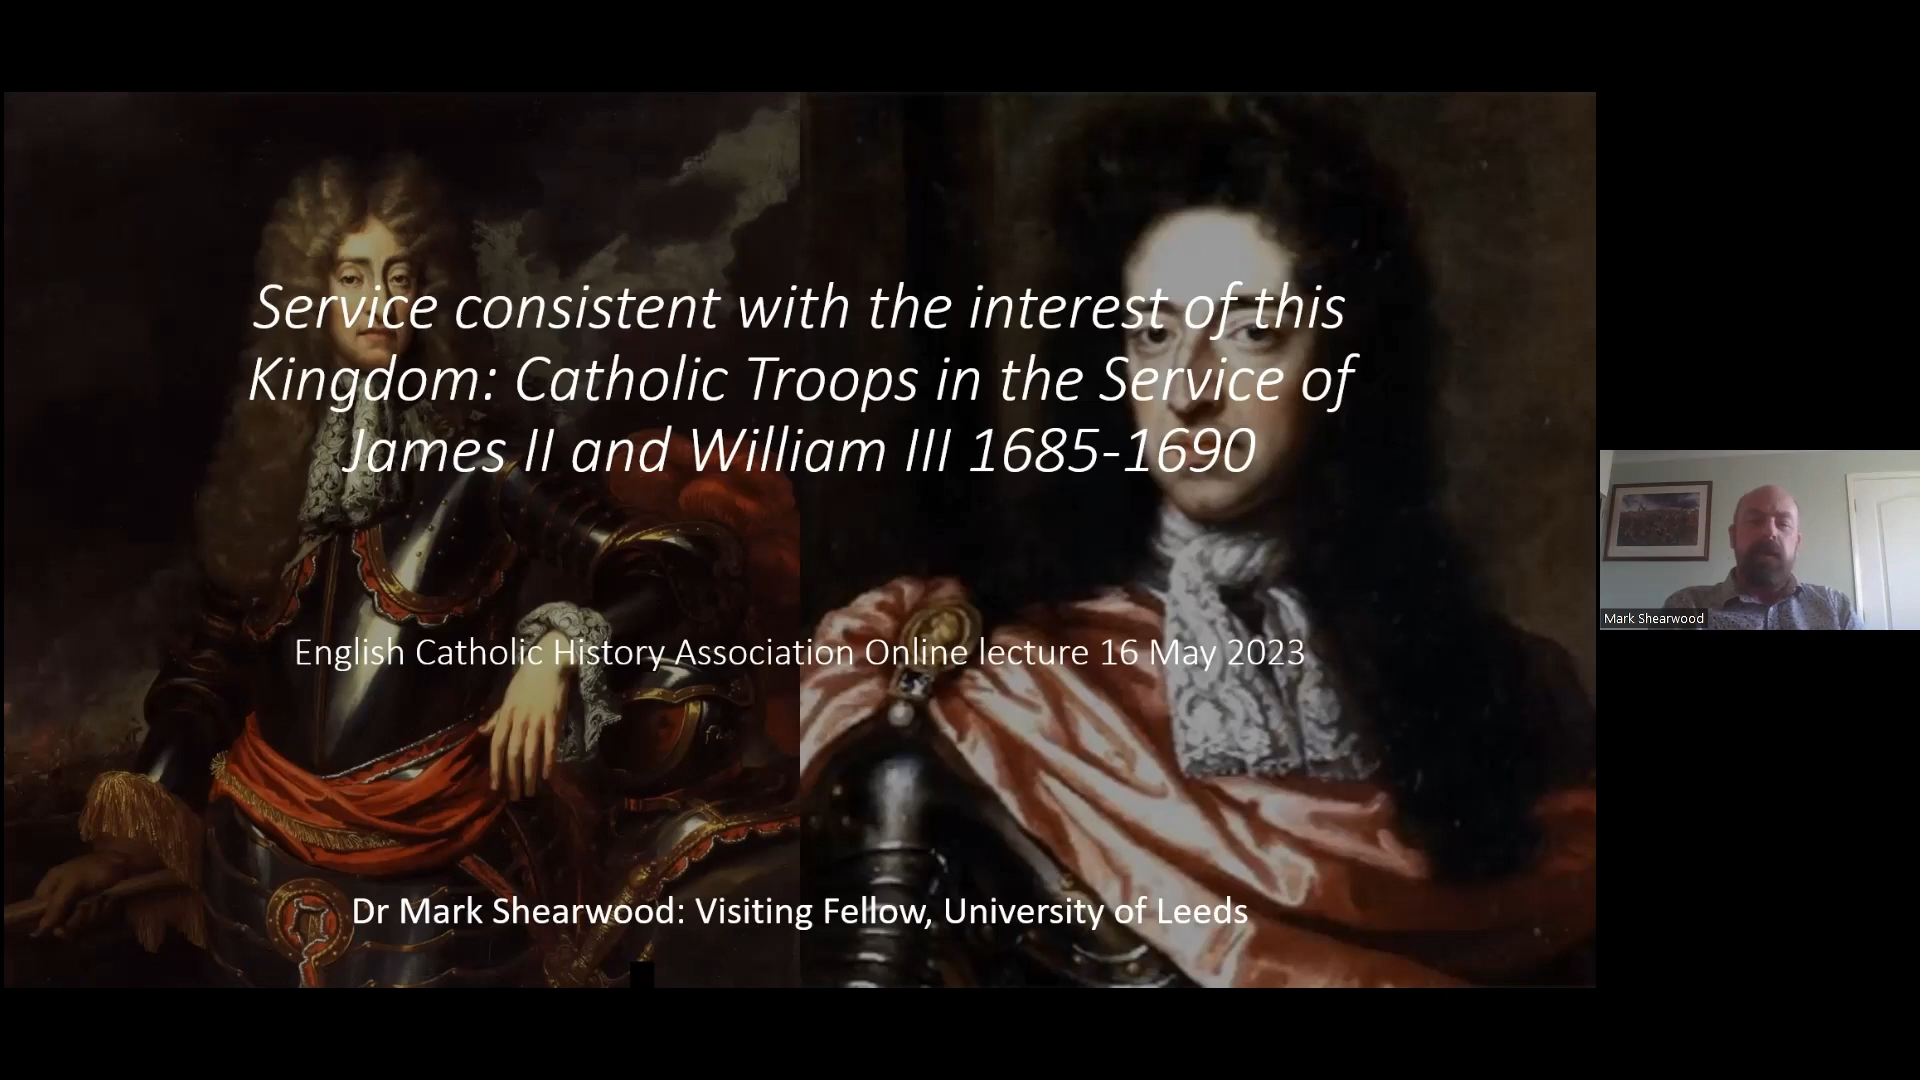 Service consistent with the interest of this
Kingdom: Catholic Troops in the Service of
James II and William III 1685-1690
English Catholic History Association Online lecture 16 May 2023
Dr Mark Shearwood: Visiting Fellow, University of Leeds
Mark Shearwood